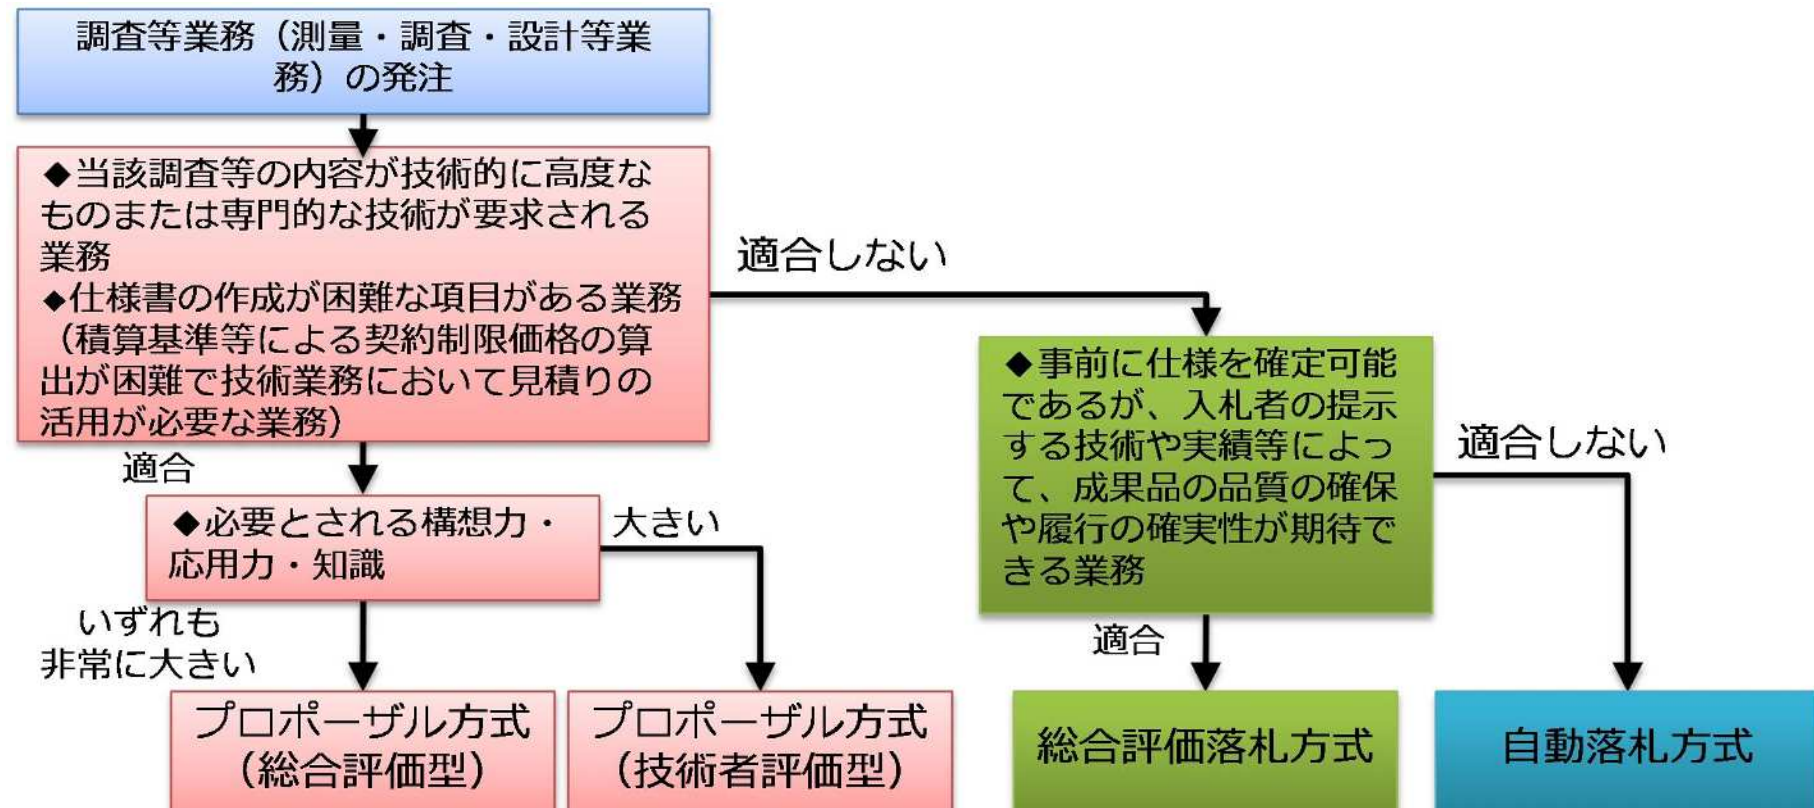 調査等業務（測量・調査・設計等業
務）の発注
◆当該調査等の内容が技術的に高度な
ものまたは専門的な技術が要求される
業務
◆仕様書の作成が困難な項目がある業務
（積算基準等による契約制限価格の算
出が困難で技術業務において見積りの
活用が必要な業務）
適合しない
適合
◆必要とされる構想力・
応用力・知識
大きい
いずれも
非常に大きい
プロポーザル方式
（総合評価型）
プロポーザル方式
（技術者評価型）
◆事前に仕様を確定可能
であるが、入札者の提示
する技術や実績等によっ
て、成果品の品質の確保
や履行の確実性が期待で
きる業務
適合しない
適合
総合評価落札方式
自動落札方式